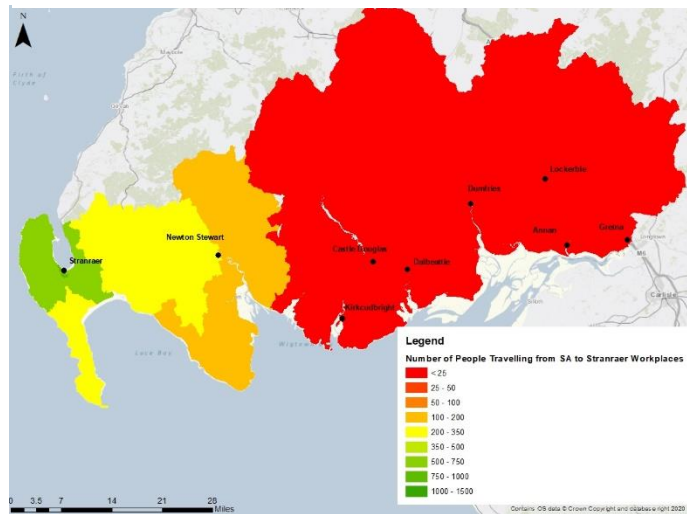 N
Firth of
Clyde
Lockerbie
Dumfries
Annan
Gretna
Longtown
M6
Carlisle
Newton Stewart
Stranraer
Castle Douglas
Dalbeattie
Kirkcudbright
Luce Bay
Legend
Number of People Travelling from SA to Stranraer Workplaces
< 25
25 - 50
50 - 100
100 - 200
200 - 350
350 - 500
500 - 750
750 - 1000
1000 - 1500
0 3.5 7 14 21 28
Miles
Contains OS data © Crown Copyright and database right 2020